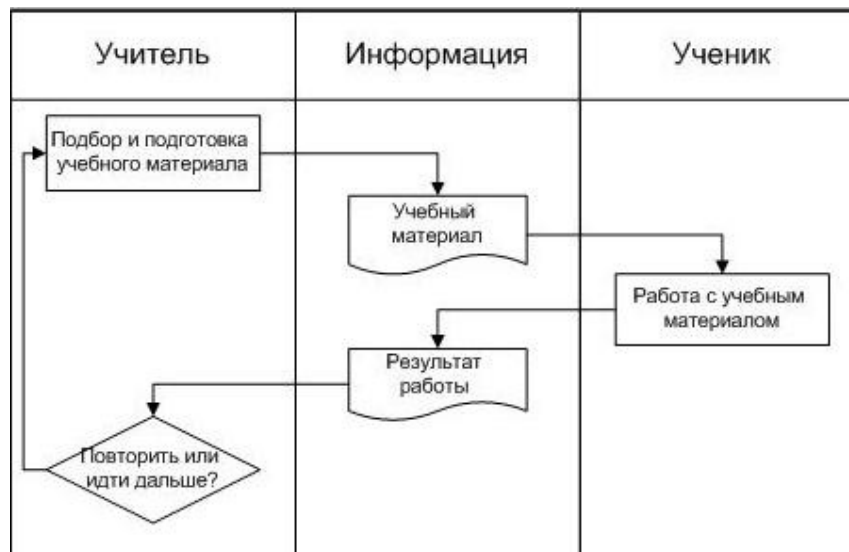 Учитель
Информация
Ученик
Подбор и подготовка
учебного материала
Учебный
материал
Работа с учебным
материалом
Результат
работы
Повторить или
идти дальше?